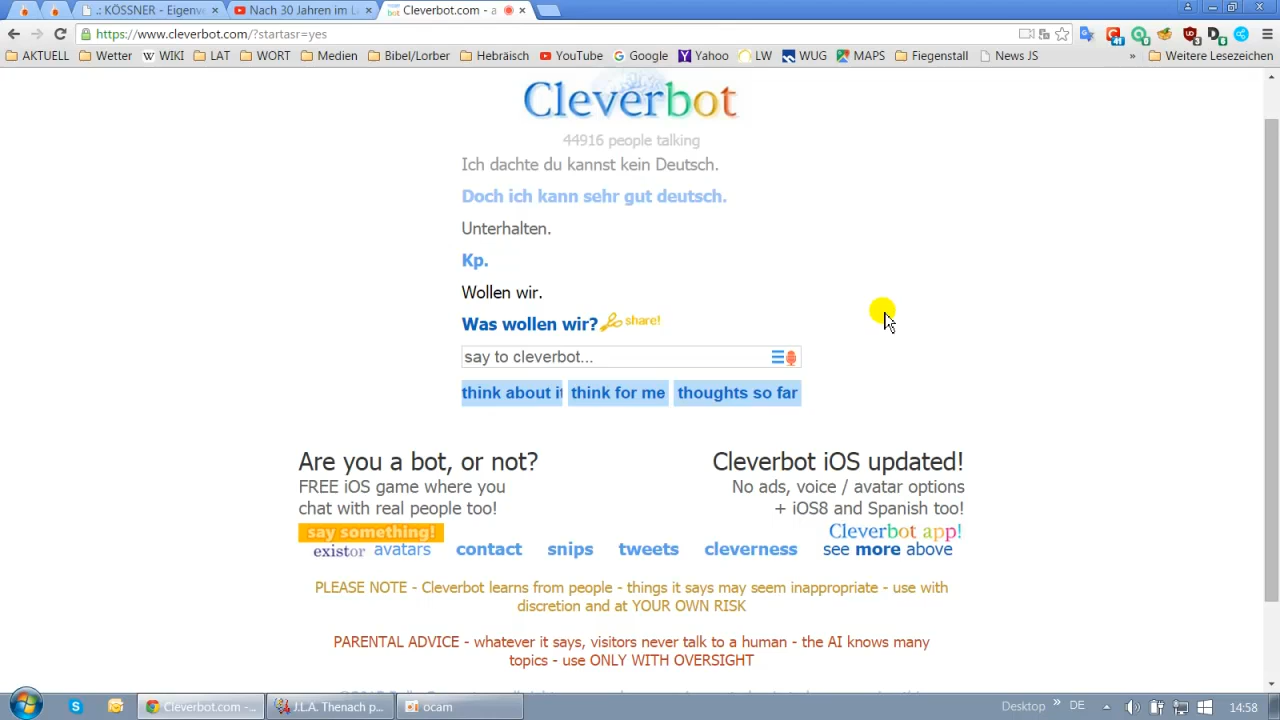 .: KÖSSNER - Eigenve
Nach 30 Jahren im Le
Cleverbot.com - a
https://www.cleverbot.com/?startasr=yes
AKTUELL Wetter WIKI LAT WORT Medien Bibel/Lorber Hebräisch YouTube Google Yahoo LW WUG MAPS Fiegenstall News JS » Weitere Lesezeichen
Cleverbot
44916 people talking
Ich dachte du kannst kein Deutsch.
Doch ich kann sehr gut deutsch.
Unterhalten.
Kp.
Wollen wir.
Was wollen wir? share!
say to cleverbot...
think about it think for me thoughts so far
Are you a bot, or not?
FREE iOS game where you
chat with real people too!
say something!
Cleverbot iOS updated!
No ads, voice / avatar options
+ iOS8 and Spanish too!
Cleverbot app!
existor avatars contact snips tweets cleverness see more above
PLEASE NOTE - Cleverbot learns from people - things it says may seem inappropriate - use with
discretion and at YOUR OWN RISK
PARENTAL ADVICE - whatever it says, visitors never talk to a human - the AI knows many
topics - use ONLY WITH OVERSIGHT
Cleverbot.com -... J.L.A. Thenach p... ocam Desktop » DE 14:58